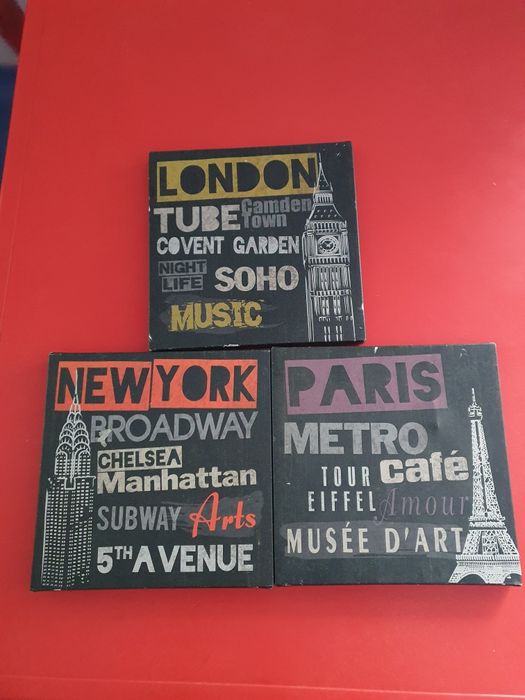 LONDON
TUBE Camden Town
COVENT GARDEN
NIGHT LIFE SOHO
MUSIC
NEW YORK
BROADWAY
CHELSEA
Manhattan
SUBWAY Arts
5TH AVENUE
PARIS
METRO
TOUR EIFFEL café
Amour
MUSÉE D'ART